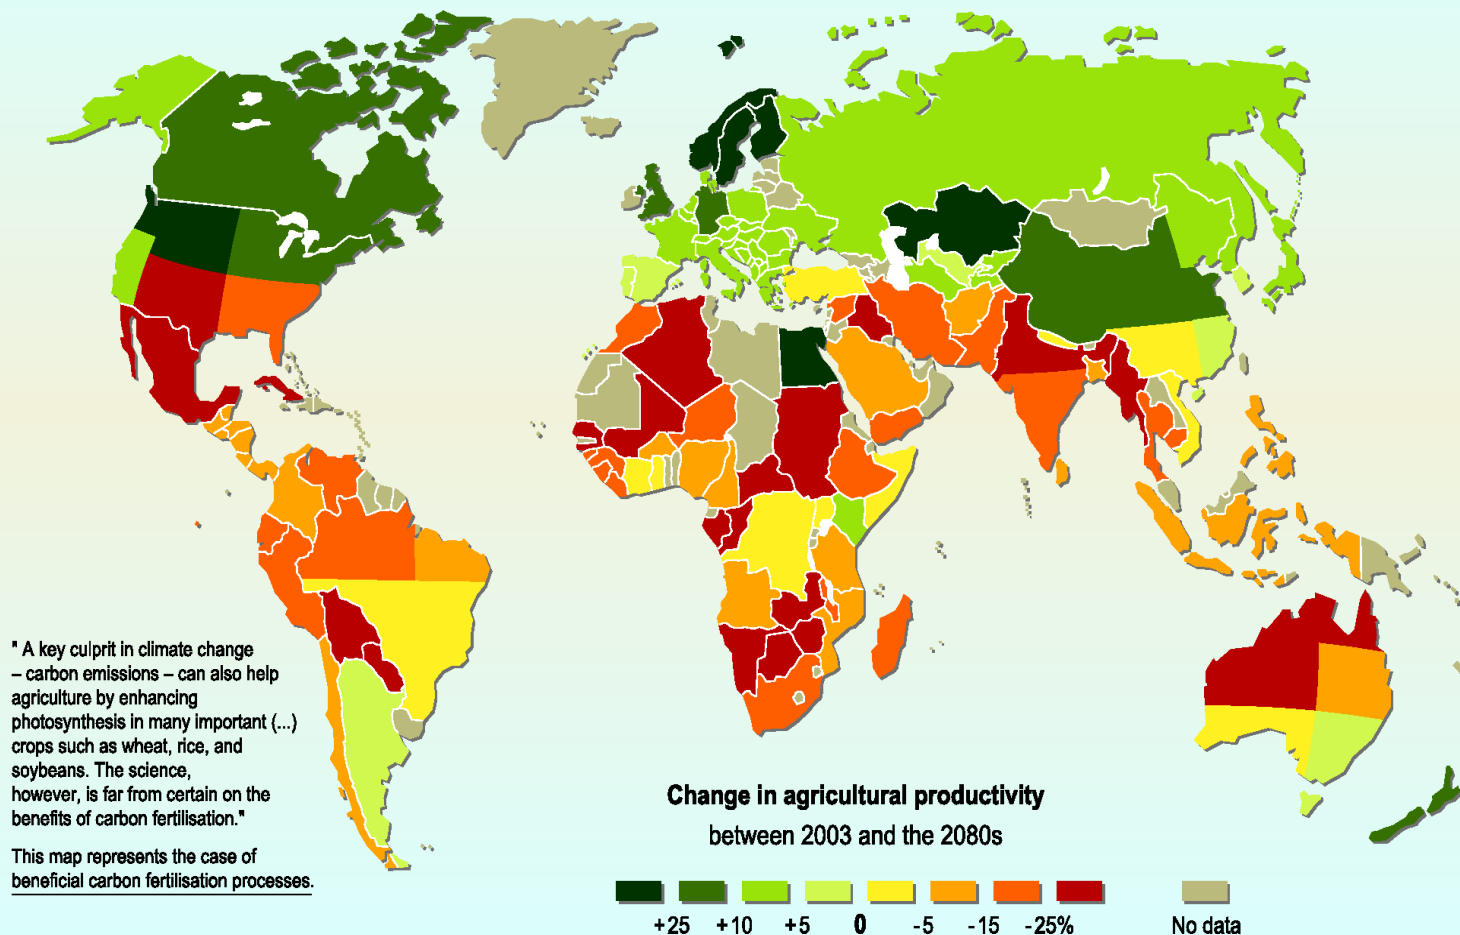 " A key culprit in climate change
– carbon emissions – can also help
agriculture by enhancing
photosynthesis in many important (...)
crops such as wheat, rice, and
soybeans. The science,
however, is far from certain on the
benefits of carbon fertilisation."
This map represents the case of
beneficial carbon fertilisation processes.
Change in agricultural productivity
between 2003 and the 2080s
+25 +10 +5 0 -5 -15 -25% No data